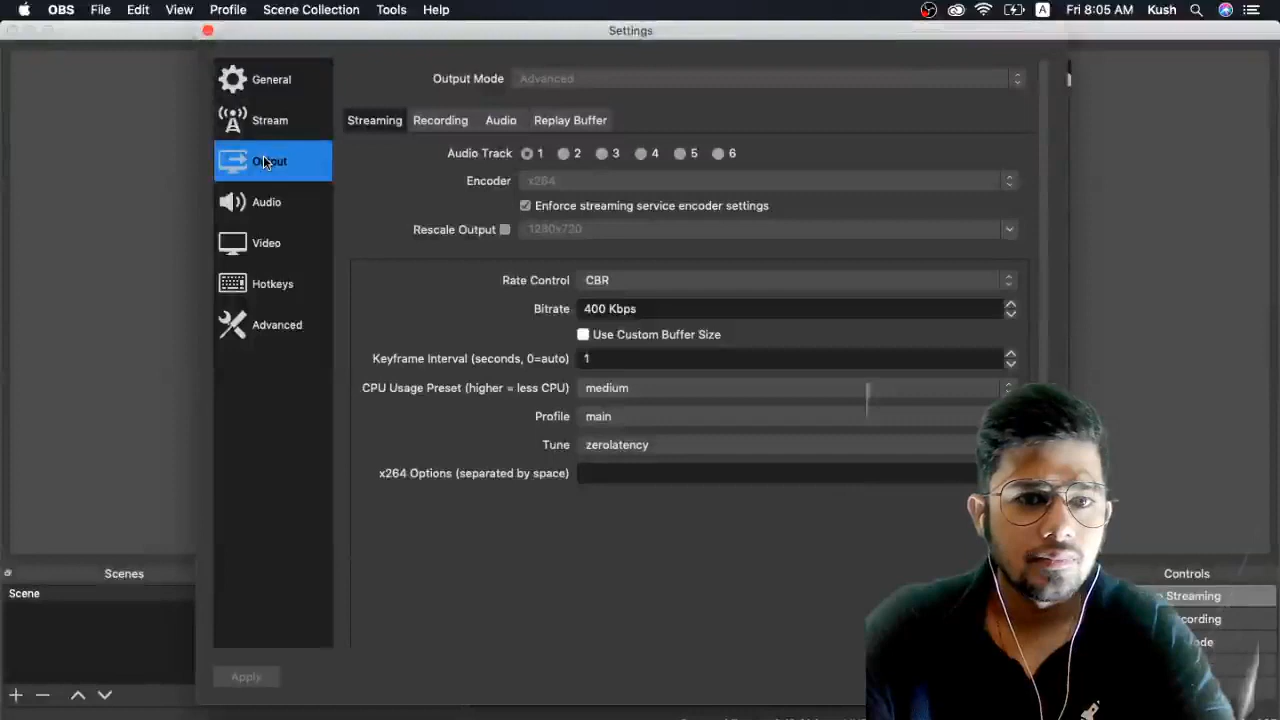 OBS File Edit View Profile Scene Collection Tools Help A Fri 8:05 AM Kush
Settings
General
Stream
Output
Audio
Video
Hotkeys
Advanced
Output Mode Advanced
Streaming Recording Audio Replay Buffer
Audio Track 1 2 3 4 5 6
Encoder x264
Enforce streaming service encoder settings
Rescale Output 1280x720
Rate Control CBR
Bitrate 400 Kbps
Use Custom Buffer Size
Keyframe Interval (seconds, 0=auto) 1
CPU Usage Preset (higher = less CPU) medium
Profile main
Tune zerolatency
x264 Options (separated by space)
Scenes
Scene
Controls
Streaming
Apply